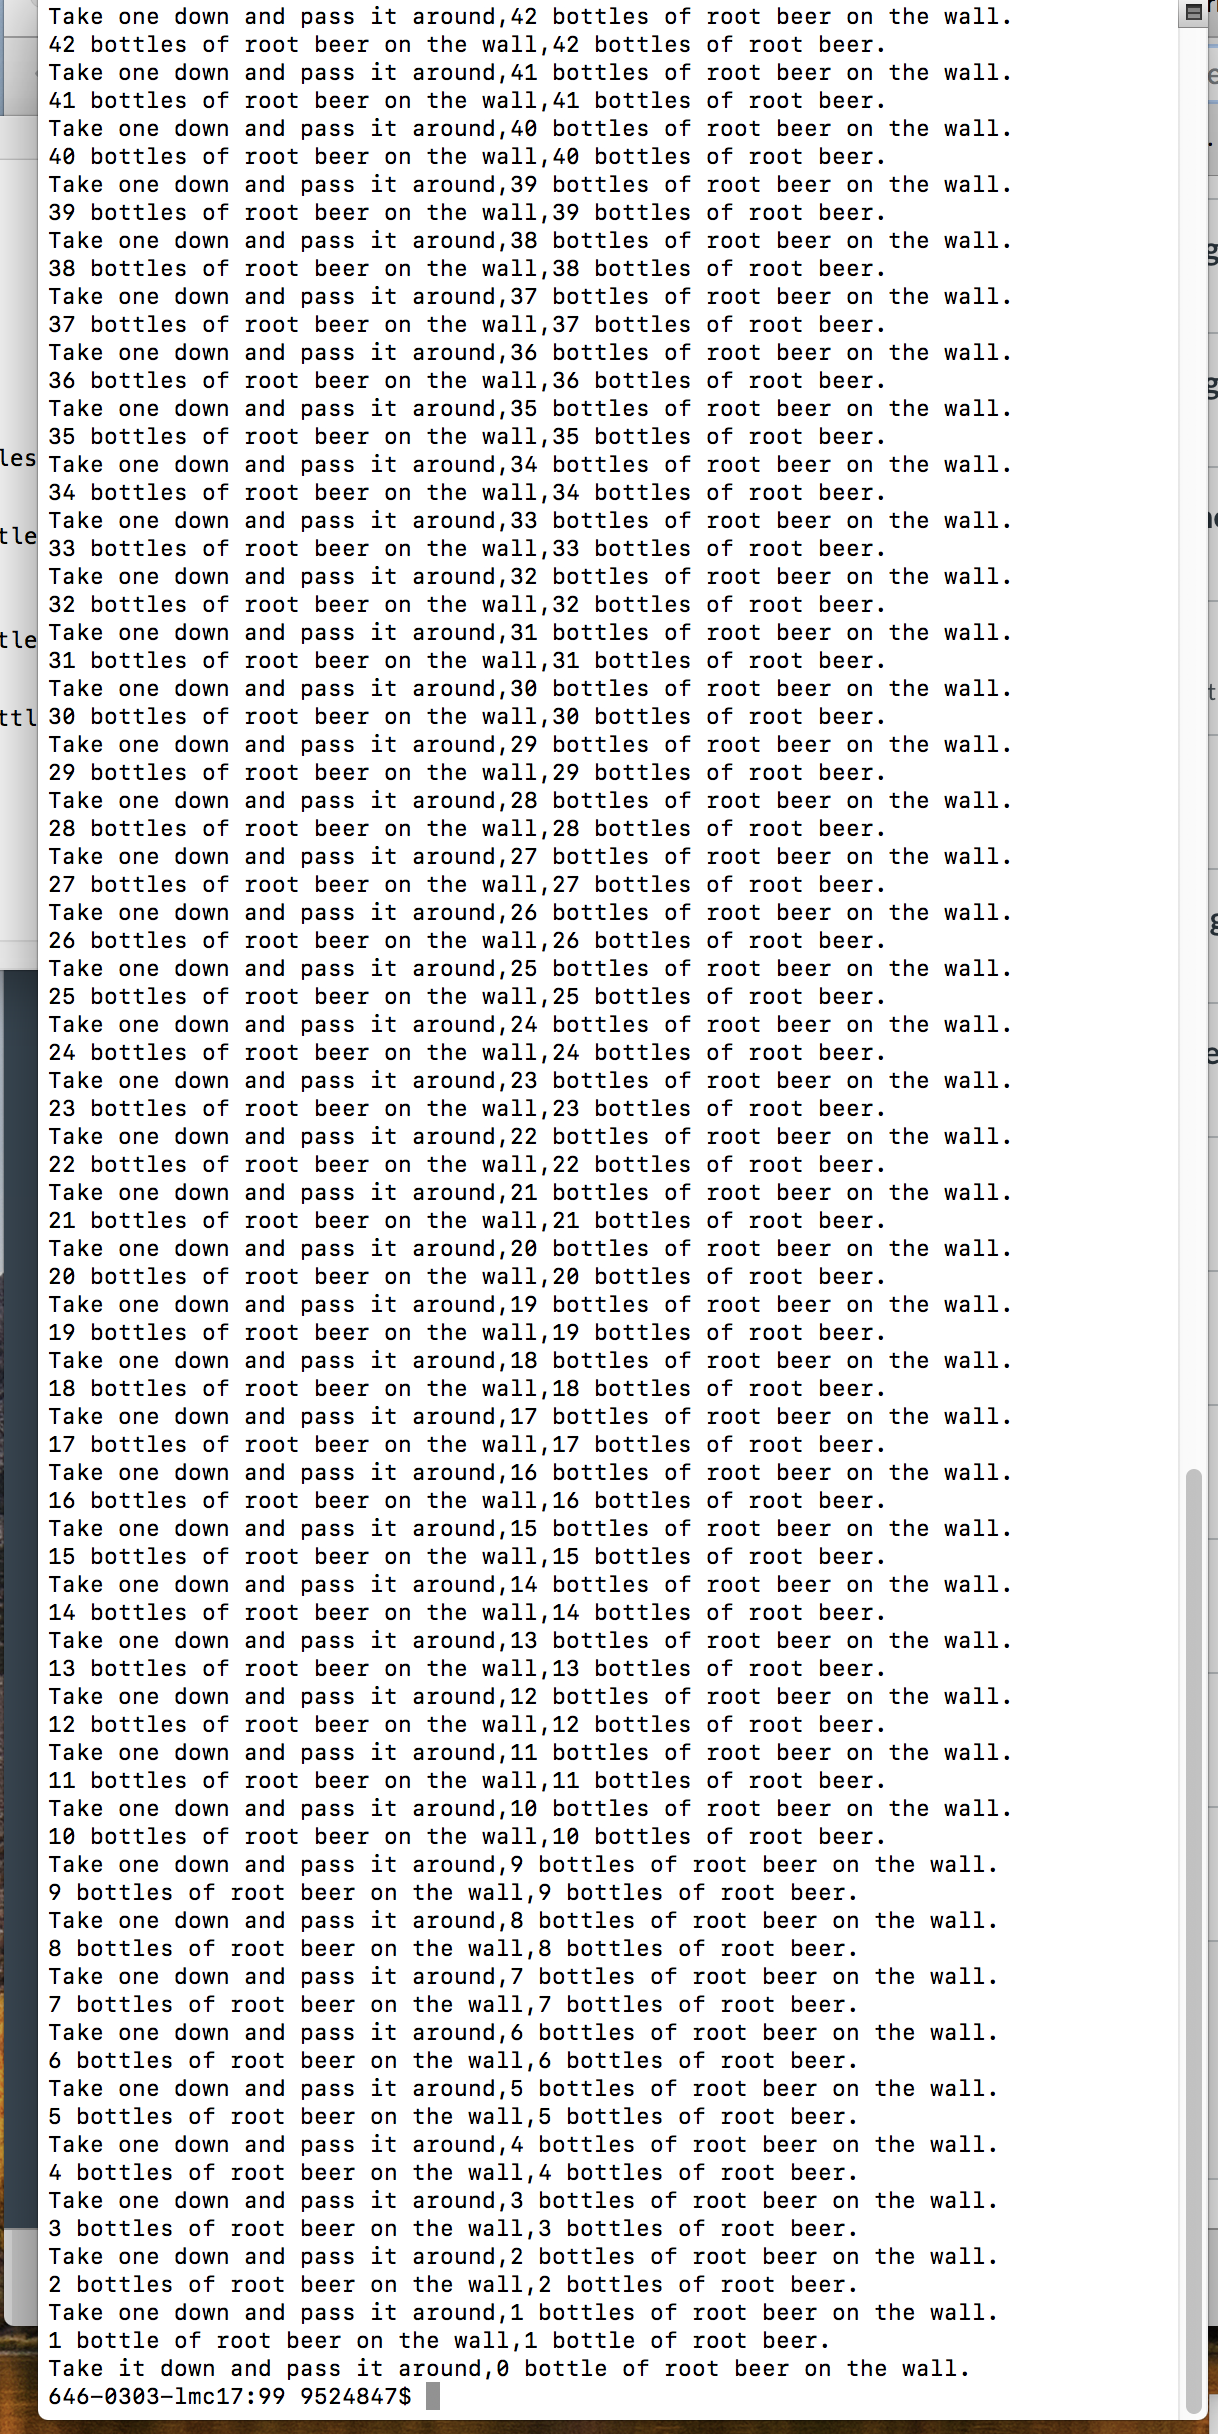 Take one down and pass it around,42 bottles of root beer on the wall.
42 bottles of root beer on the wall,42 bottles of root beer.
Take one down and pass it around,41 bottles of root beer on the wall.
41 bottles of root beer on the wall,41 bottles of root beer.
Take one down and pass it around,40 bottles of root beer on the wall.
40 bottles of root beer on the wall,40 bottles of root beer.
Take one down and pass it around,39 bottles of root beer on the wall.
39 bottles of root beer on the wall,39 bottles of root beer.
Take one down and pass it around,38 bottles of root beer on the wall.
38 bottles of root beer on the wall,38 bottles of root beer.
Take one down and pass it around,37 bottles of root beer on the wall.
37 bottles of root beer on the wall,37 bottles of root beer.
Take one down and pass it around,36 bottles of root beer on the wall.
36 bottles of root beer on the wall,36 bottles of root beer.
Take one down and pass it around,35 bottles of root beer on the wall.
35 bottles of root beer on the wall,35 bottles of root beer.
Take one down and pass it around,34 bottles of root beer on the wall.
34 bottles of root beer on the wall,34 bottles of root beer.
Take one down and pass it around,33 bottles of root beer on the wall.
33 bottles of root beer on the wall,33 bottles of root beer.
Take one down and pass it around,32 bottles of root beer on the wall.
32 bottles of root beer on the wall,32 bottles of root beer.
Take one down and pass it around,31 bottles of root beer on the wall.
31 bottles of root beer on the wall,31 bottles of root beer.
Take one down and pass it around,30 bottles of root beer on the wall.
30 bottles of root beer on the wall,30 bottles of root beer.
Take one down and pass it around,29 bottles of root beer on the wall.
29 bottles of root beer on the wall,29 bottles of root beer.
Take one down and pass it around,28 bottles of root beer on the wall.
28 bottles of root beer on the wall,28 bottles of root beer.
Take one down and pass it around,27 bottles of root beer on the wall.
27 bottles of root beer on the wall,27 bottles of root beer.
Take one down and pass it around,26 bottles of root beer on the wall.
26 bottles of root beer on the wall,26 bottles of root beer.
Take one down and pass it around,25 bottles of root beer on the wall.
25 bottles of root beer on the wall,25 bottles of root beer.
Take one down and pass it around,24 bottles of root beer on the wall.
24 bottles of root beer on the wall,24 bottles of root beer.
Take one down and pass it around,23 bottles of root beer on the wall.
23 bottles of root beer on the wall,23 bottles of root beer.
Take one down and pass it around,22 bottles of root beer on the wall.
22 bottles of root beer on the wall,22 bottles of root beer.
Take one down and pass it around,21 bottles of root beer on the wall.
21 bottles of root beer on the wall,21 bottles of root beer.
Take one down and pass it around,20 bottles of root beer on the wall.
20 bottles of root beer on the wall,20 bottles of root beer.
Take one down and pass it around,19 bottles of root beer on the wall.
19 bottles of root beer on the wall,19 bottles of root beer.
Take one down and pass it around,18 bottles of root beer on the wall.
18 bottles of root beer on the wall,18 bottles of root beer.
Take one down and pass it around,17 bottles of root beer on the wall.
17 bottles of root beer on the wall,17 bottles of root beer.
Take one down and pass it around,16 bottles of root beer on the wall.
16 bottles of root beer on the wall,16 bottles of root beer.
Take one down and pass it around,15 bottles of root beer on the wall.
15 bottles of root beer on the wall,15 bottles of root beer.
Take one down and pass it around,14 bottles of root beer on the wall.
14 bottles of root beer on the wall,14 bottles of root beer.
Take one down and pass it around,13 bottles of root beer on the wall.
13 bottles of root beer on the wall,13 bottles of root beer.
Take one down and pass it around,12 bottles of root beer on the wall.
12 bottles of root beer on the wall,12 bottles of root beer.
Take one down and pass it around,11 bottles of root beer on the wall.
11 bottles of root beer on the wall,11 bottles of root beer.
Take one down and pass it around,10 bottles of root beer on the wall.
10 bottles of root beer on the wall,10 bottles of root beer.
Take one down and pass it around,9 bottles of root beer on the wall.
9 bottles of root beer on the wall,9 bottles of root beer.
Take one down and pass it around,8 bottles of root beer on the wall.
8 bottles of root beer on the wall,8 bottles of root beer.
Take one down and pass it around,7 bottles of root beer on the wall.
7 bottles of root beer on the wall,7 bottles of root beer.
Take one down and pass it around,6 bottles of root beer on the wall.
6 bottles of root beer on the wall,6 bottles of root beer.
Take one down and pass it around,5 bottles of root beer on the wall.
5 bottles of root beer on the wall,5 bottles of root beer.
Take one down and pass it around,4 bottles of root beer on the wall.
4 bottles of root beer on the wall,4 bottles of root beer.
Take one down and pass it around,3 bottles of root beer on the wall.
3 bottles of root beer on the wall,3 bottles of root beer.
Take one down and pass it around,2 bottles of root beer on the wall.
2 bottles of root beer on the wall,2 bottles of root beer.
Take one down and pass it around,1 bottles of root beer on the wall.
1 bottle of root beer on the wall,1 bottle of root beer.
Take it down and pass it around,0 bottle of root beer on the wall.
646-0303-lmc17:99 9524847$
les
tle
tle
ttl